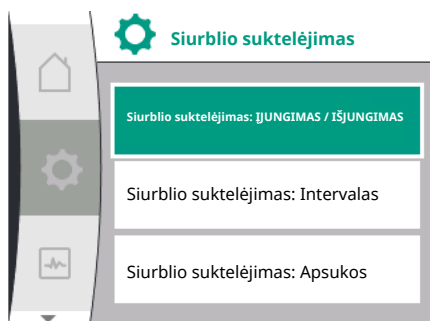 Siurblio suktelėjimas
Siurblio suktelėjimas: ĮJUNGIMAS / IŠJUNGIMAS
Siurblio suktelėjimas: Intervalas
Siurblio suktelėjimas: Apsukos